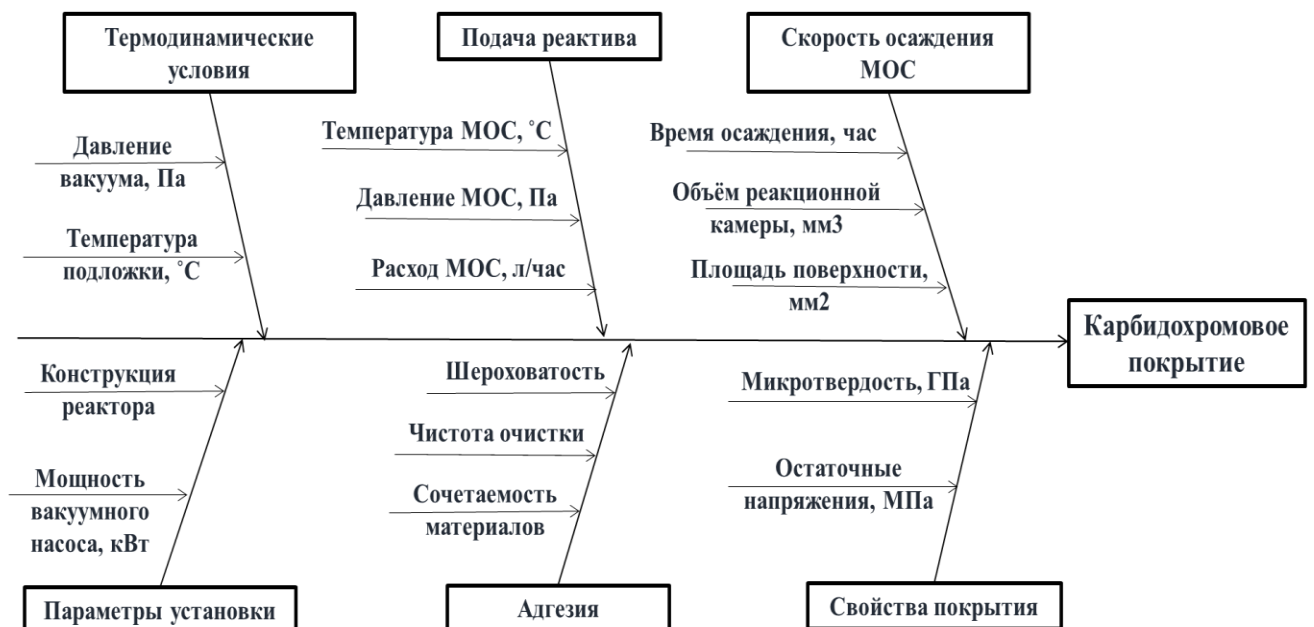 Термодинамические
условия
Подача реактива
Скорость осаждения
МОС
Давление
вакуума, Па
Температура
подложки, ˚С
Температура МОС, ˚С
Давление МОС, Па
Расход МОС, л/час
Время осаждения, час
Объём реакционной
камеры, мм3
Площадь поверхности,
мм2
Карбидохромовое
покрытие
Конструкция
реактора
Мощность
вакуумного
насоса, кВт
Шероховатость
Чистота очистки
Сочетаемость
материалов
Микротвердость, ГПа
Остаточные
напряжения, МПа
Параметры установки
Адгезия
Свойства покрытия